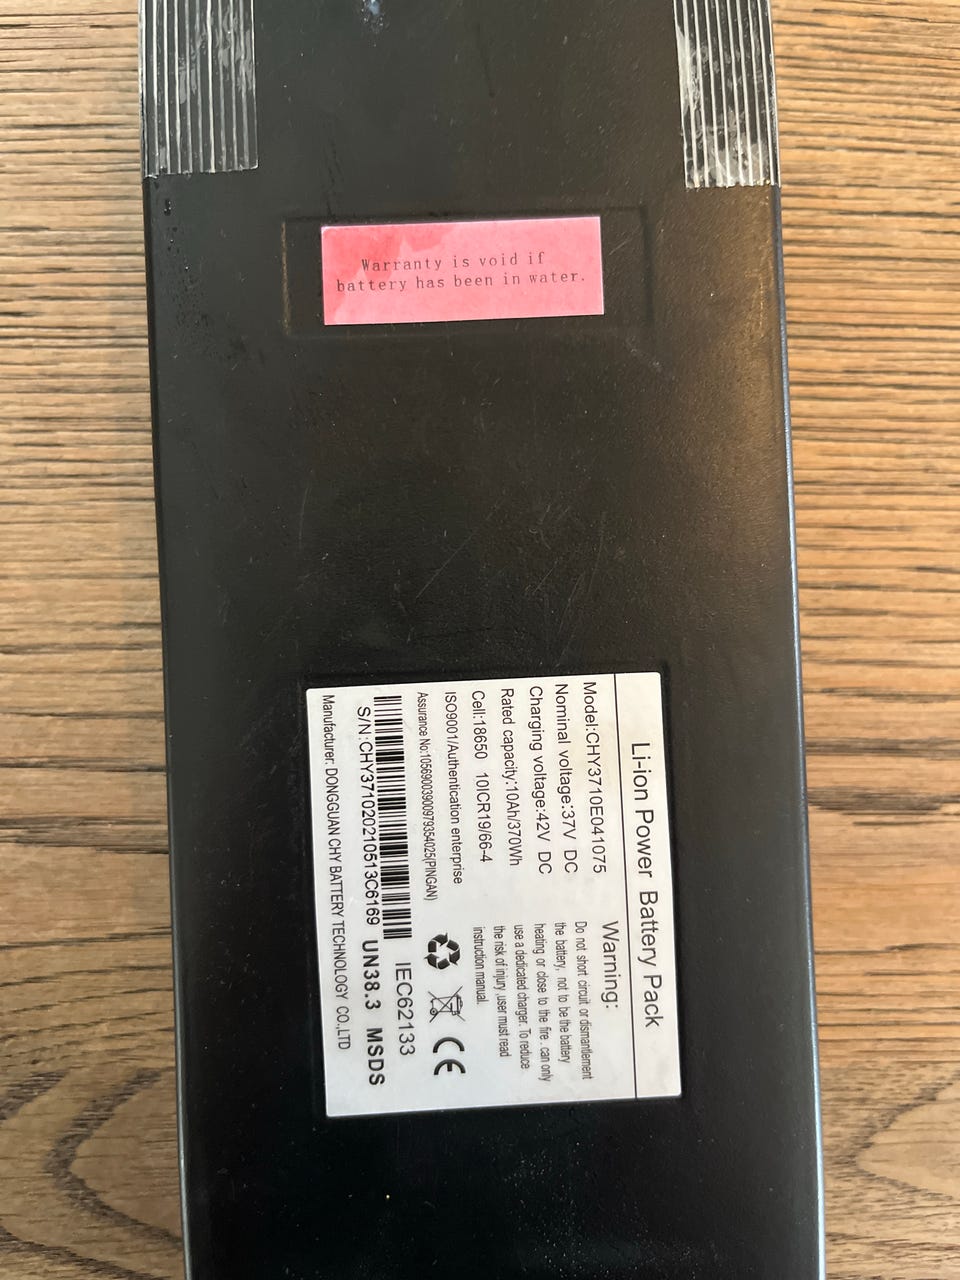 Warranty is void if
battery has been in water.
Li-ion Power Battery Pack
Model:CHY3710E041075
Nominal voltage:37V DC
Charging voltage:42V DC
Rated capacity:10Ah/370Wh
Cell:18650 10ICR19/66-4
ISO9001/Authentication enterprise
Assurance No:10569003900979354025(PINGAN)
Warning:
Do not short circuit or dismantlement
the battery, not to be the battery
heating or close to the fire , can only
use a dedicated charger. To reduce
the risk of injury ,user must read
instruction manual.
CE
IEC62133
S/N:CHY371020210513C6169 UN38.3 MSDS
Manufacturer: DONGGUAN CHY BATTERY TECHNOLOGY CO.,LTD